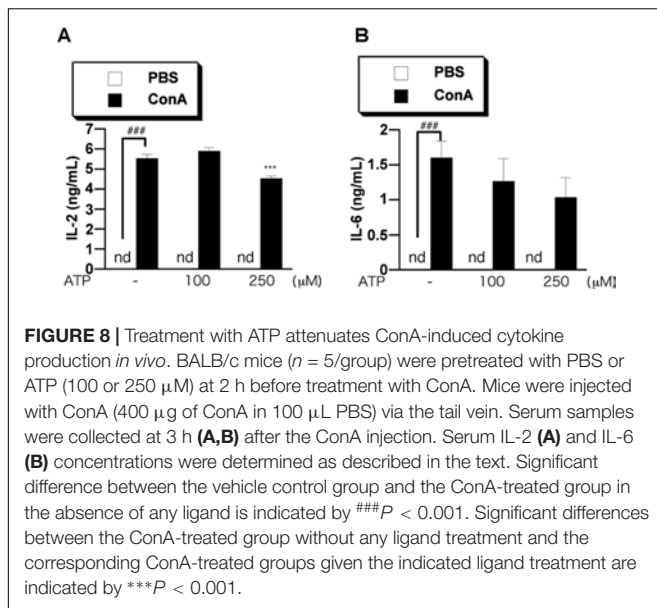 A
B
PBS
ConA
PBS
ConA
###
***
###
IL-2 (ng/mL)
7
6
5
4
3
2
1
0
nd
nd
nd
ATP
-
100
250
(μM)
IL-6 (ng/mL)
2
1.5
1
0.5
0
nd
nd
nd
-
100
250
(μM)
FIGURE 8 | Treatment with ATP attenuates ConA-induced cytokine
production in vivo. BALB/c mice (n = 5/group) were pretreated with PBS or
ATP (100 or 250 μM) at 2 h before treatment with ConA. Mice were injected
with ConA (400 μg of ConA in 100 μL PBS) via the tail vein. Serum samples
were collected at 3 h (A,B) after the ConA injection. Serum IL-2 (A) and IL-6
(B) concentrations were determined as described in the text. Significant
difference between the vehicle control group and the ConA-treated group in
the absence of any ligand is indicated by ###P < 0.001. Significant differences
between the ConA-treated group without any ligand treatment and the
corresponding ConA-treated groups given the indicated ligand treatment are
indicated by ***P < 0.001.